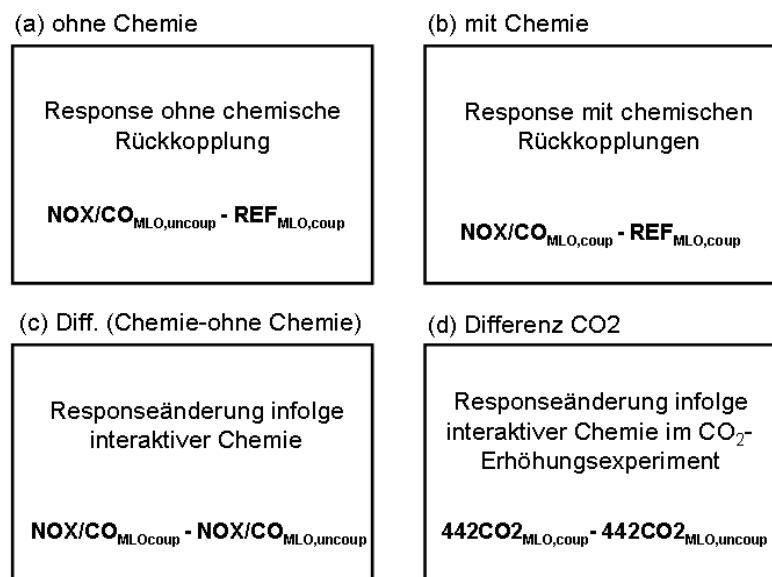 (a) ohne Chemie
Response ohne chemische
Rückkopplung
NOX/CO_MLO,uncoup - REF_MLO,coup
(b) mit Chemie
Response mit chemischen
Rückkopplungen
NOX/CO_MLO,coup - REF_MLO,coup
(c) Diff. (Chemie-ohne Chemie)
Responseänderung infolge
interaktiver Chemie
NOX/CO_MLOcoup - NOX/CO_MLO,uncoup
(d) Differenz CO2
Responseänderung infolge
interaktiver Chemie im CO₂-
Erhöhungsexperiment
442CO2_MLO,coup- 442CO2_MLO,uncoup